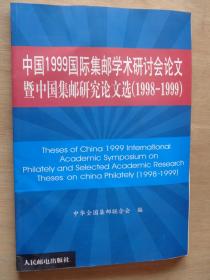 中国1999国际集邮学术研讨会论文
暨中国集邮研究论文选(1998-1999)
Theses of China 1999 International
Academic Symposium on
Philately and Selected Academic Research
Theses on china Philately (1998-1999)
中华全国集邮联合会 编
人民邮电出版社